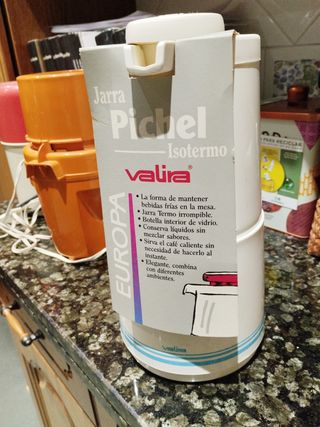 Jarra
Pichel
Isotermo
valira
EUROPA
• La forma de mantener
bebidas frías en la mesa.
• Jarra Termo irrompible.
• Botella interior de vidrio.
• Conserva líquidos sin
mezclar sabores.
• Sirva el café caliente sin
necesidad de hacerlo al
instante.
• Elegante, combina
con diferentes
ambientes.
valira
RECICLAR